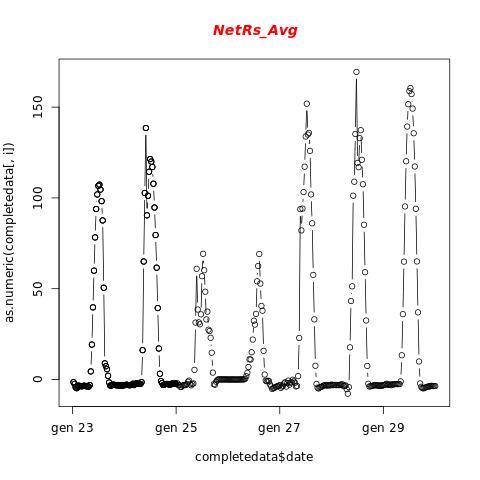 NetRs_Avg
as.numeric(completedata[, i])
150
100
50
0
gen 23
gen 25
gen 27
gen 29
completedata$date